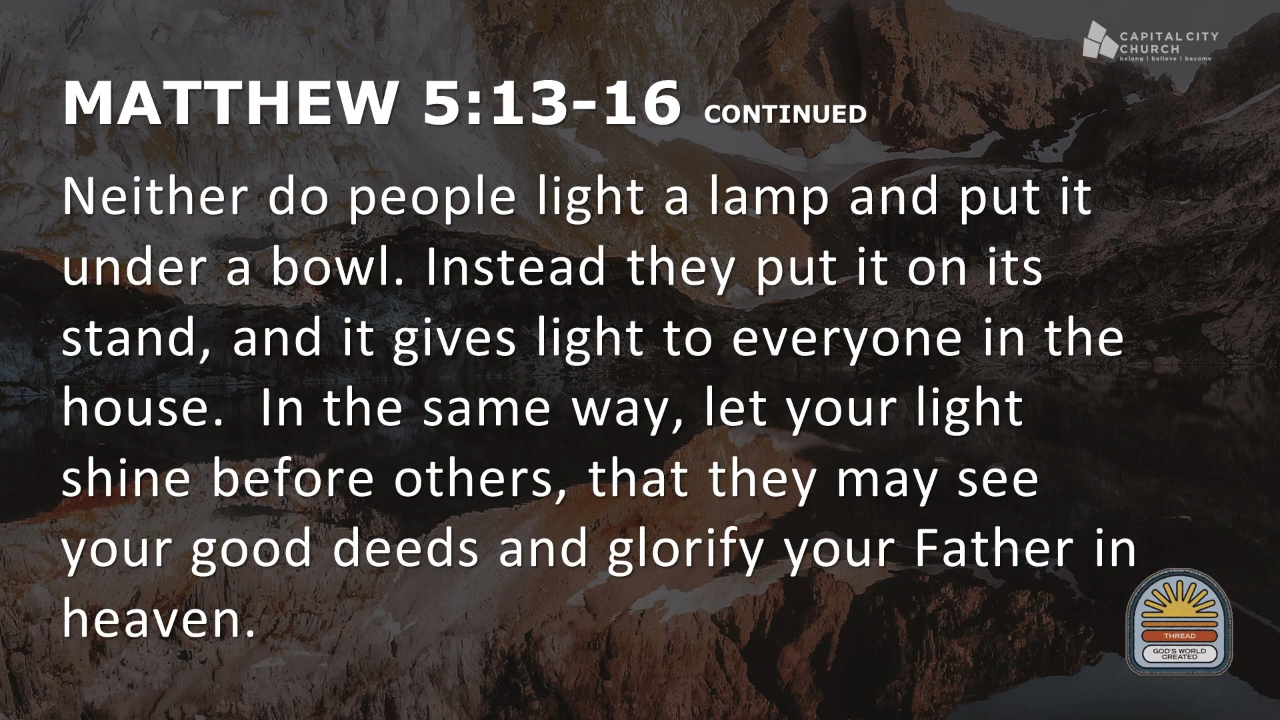 CAPITAL CITY
CHURCH
belong | believe | become
MATTHEW 5:13-16 CONTINUED
Neither do people light a lamp and put it
under a bowl. Instead they put it on its
stand, and it gives light to everyone in the
house.  In the same way, let your light
shine before others, that they may see
your good deeds and glorify your Father in
heaven.
THREAD
GOD'S WORLD
CREATED